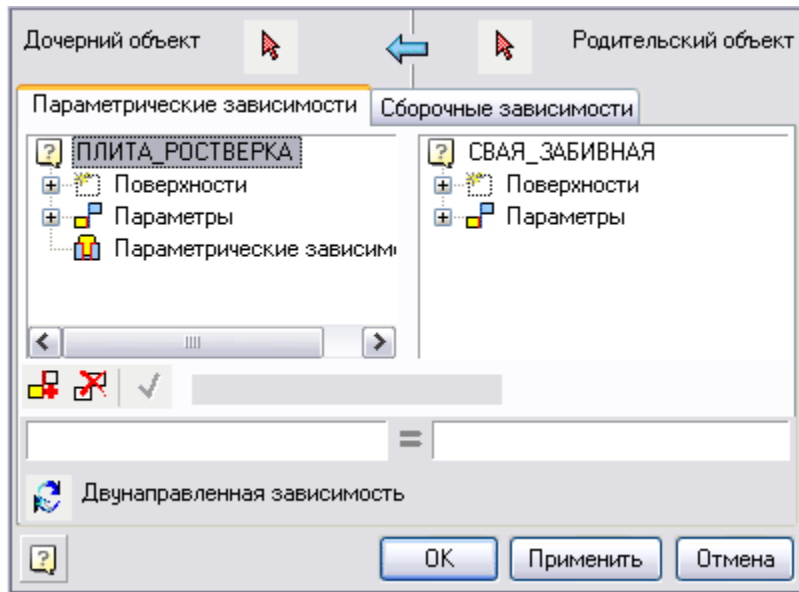 Дочерний объект Родительский объект
Параметрические зависимости Сборочные зависимости
ПЛИТА_РОСТВЕРКА СВАЯ_ЗАБИВНАЯ
Поверхности Поверхности
Параметры Параметры
Параметрические зависим
=
Двунаправленная зависимость
OK Применить Отмена